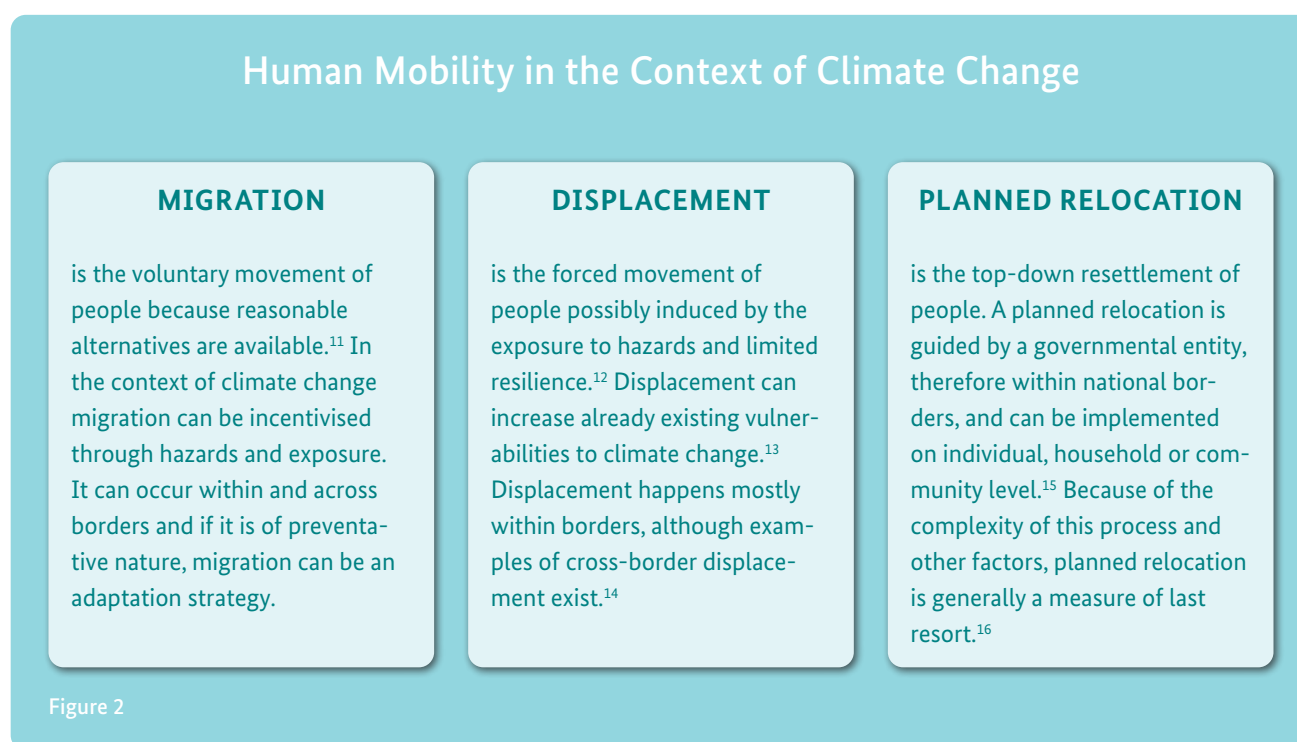 Human Mobility in the Context of Climate Change
MIGRATION
is the voluntary movement of
people because reasonable
alternatives are available.11 In
the context of climate change
migration can be incentivised
through hazards and exposure.
It can occur within and across
borders and if it is of preventa-
tive nature, migration can be an
adaptation strategy.
DISPLACEMENT
is the forced movement of
people possibly induced by the
exposure to hazards and limited
resilience.12 Displacement can
increase already existing vulner-
abilities to climate change.13
Displacement happens mostly
within borders, although exam-
ples of cross-border displace-
ment exist.14
PLANNED RELOCATION
is the top-down resettlement of
people. A planned relocation is
guided by a governmental entity,
therefore within national bor-
ders, and can be implemented
on individual, household or com-
munity level.15 Because of the
complexity of this process and
other factors, planned relocation
is generally a measure of last
resort.16
Figure 2